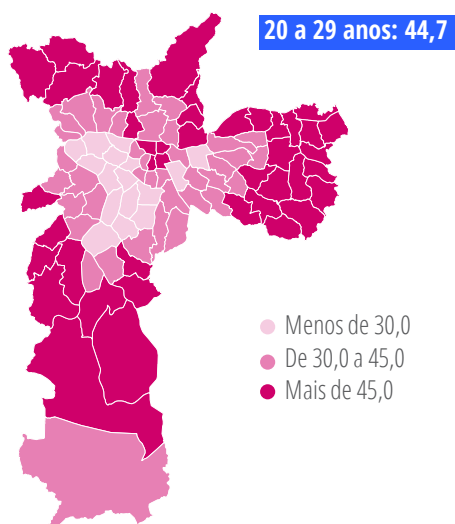 20 a 29 anos: 44,7
Menos de 30,0
De 30,0 a 45,0
Mais de 45,0